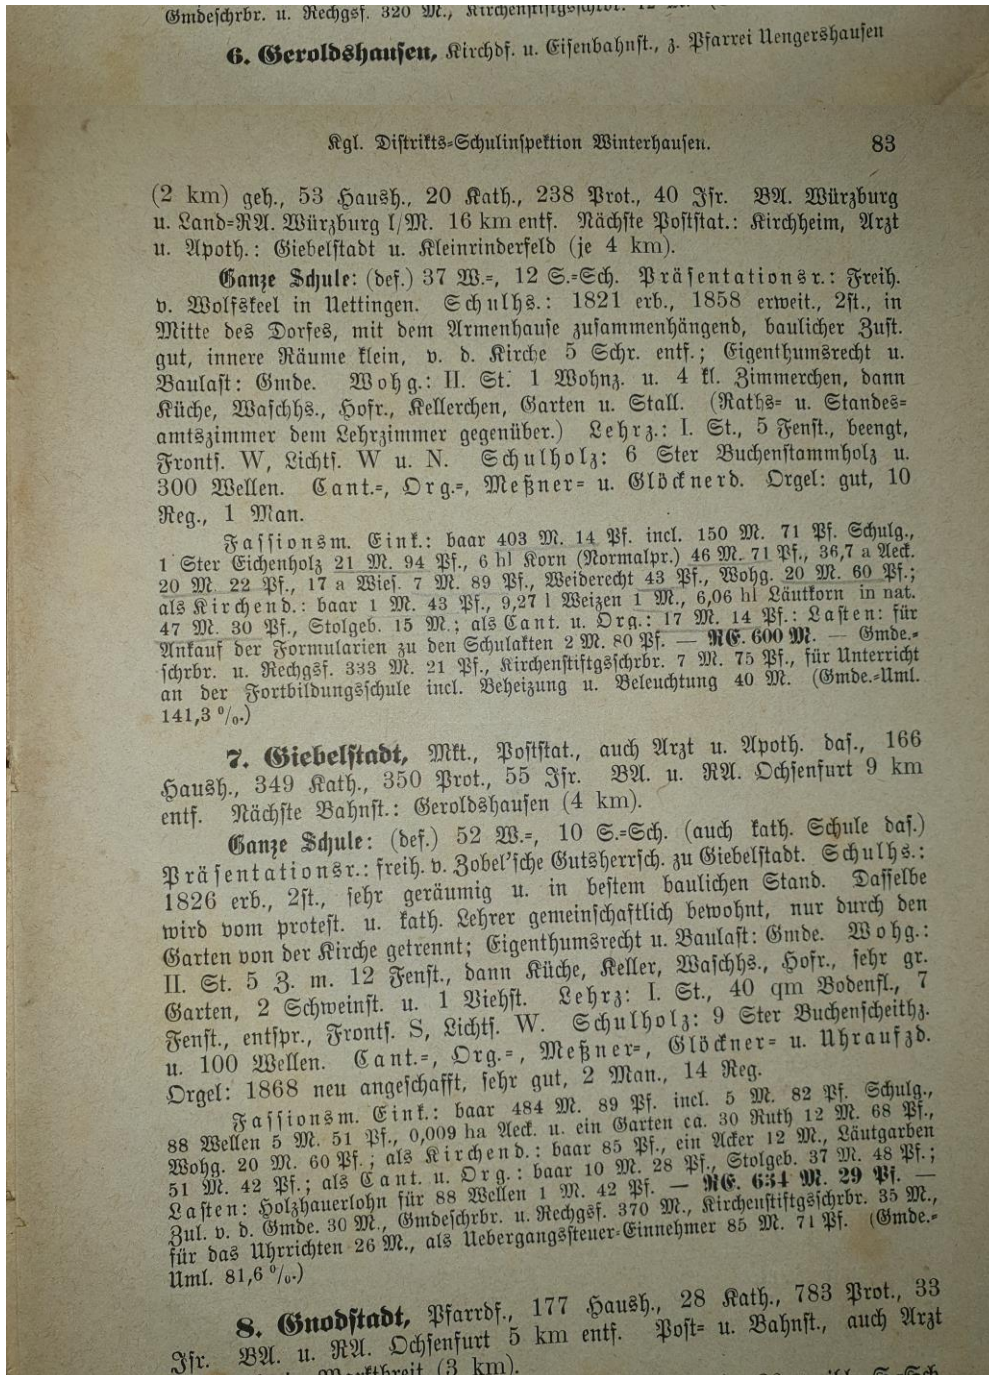 Gmdeschrbr. u. Rechgsf. 320 M., Kirchenstiftgsschrbr. 12 M.
6. Geroldshausen, Kirchdf. u. Eisenbahnst., z. Pfarrei Uengershausen
Kgl. Distrikts-Schulinspektion Winterhausen. 83
(2 km) geh., 53 Haush., 20 Kath., 238 Prot., 40 Isr. BA. Würzburg
u. Land-RA. Würzburg l/M. 16 km entf. Nächste Poststat.: Kirchheim, Arzt
u. Apoth.: Giebelstadt u. Kleinrinderfeld (je 4 km).
Ganze Schule: (def.) 37 W.-, 12 S.-Sch. Präsentationsr.: Freih.
v. Wolfskeel in Uettingen. Schulhs.: 1821 erb., 1858 erweit., 2st., in
Mitte des Dorfes, mit dem Armenhause zusammenhängend, baulicher Zust.
gut, innere Räume klein, v. d. Kirche 5 Schr. entf.; Eigenthumsrecht u.
Baulast: Gmde. Wohg.: II. St. 1 Wohnz. u. 4 kl. Zimmerchen, dann
Küche, Waschhs., Hofr., Kellerchen, Garten u. Stall. (Raths- u. Standes-
amtszimmer dem Lehrzimmer gegenüber.) Lehrz.: I. St., 5 Fenst., beengt,
Fronts. W, Lichts. W u. N. Schulholz: 6 Ster Buchenstammholz u.
300 Wellen. Cant.-, Org.-, Meßner- u. Glöcknerd. Orgel: gut, 10
Reg., 1 Man.
Fassionsm. Eink.: baar 403 M. 14 Pf. incl. 150 M. 71 Pf. Schulg.,
1 Ster Eichenholz 21 M. 94 Pf., 6 hl Korn (Normalpr.) 46 M. 71 Pf., 36,7 a Aeck.
20 M. 22 Pf., 17 a Wies. 7 M. 89 Pf., Weiderecht 43 Pf., Wohg. 20 M. 60 Pf.;
als Kirchend.: baar 1 M. 43 Pf., 9,27 l Weizen 1 M., 6,06 hl Läutkorn in nat.
47 M. 30 Pf., Stolgeb. 15 M.; als Cant. u. Org.: 17 M. 14 Pf.: Lasten: für
Ankauf der Formularien zu den Schulakten 2 M. 80 Pf. — RE. 600 M. — Gmde.-
schrbr. u. Rechgsf. 333 M. 21 Pf., Kirchenstiftgsschrbr. 7 M. 75 Pf., für Unterricht
an der Fortbildungsschule incl. Beheizung u. Beleuchtung 40 M. (Gmde.-Uml.
141,3 %.)
7. Giebelstadt, Mkt., Poststat., auch Arzt u. Apoth. das., 166
Haush., 349 Kath., 350 Prot., 55 Isr. BA. u. RA. Ochsenfurt 9 km
entf. Nächste Bahnst.: Geroldshausen (4 km).
Ganze Schule: (def.) 52 W.-, 10 S.-Sch. (auch kath. Schule das.)
Präsentationsr.: freih. v. Zobel'sche Gutsherrsch. zu Giebelstadt. Schulhs.:
1826 erb., 2st., sehr geräumig u. in bestem baulichen Stand. Dasselbe
wird vom protest. u. kath. Lehrer gemeinschaftlich bewohnt, nur durch den
Garten von der Kirche getrennt; Eigenthumsrecht u. Baulast: Gmde. Wohg.:
II. St. 5 Z. m. 12 Fenst., dann Küche, Keller, Waschhs., Hofr., sehr gr.
Garten, 2 Schweinst. u. 1 Viehst. Lehrz: I. St., 40 qm Bodenfl., 7
Fenst., entspr., Fronts. S, Lichts. W. Schulholz: 9 Ster Buchenscheithz.
u. 100 Wellen. Cant.-, Org.-, Meßner-, Glöckner- u. Uhraufzd.
Orgel: 1868 neu angeschafft, sehr gut, 2 Man., 14 Reg.
Fassionsm. Eink.: baar 484 M. 89 Pf. incl. 5 M. 82 Pf. Schulg.,
88 Wellen 5 M. 51 Pf., 0,009 ha Aeck. u. ein Garten ca. 30 Ruth 12 M. 68 Pf.,
Wohg. 20 M. 60 Pf.; als Kirchend.: baar 85 Pf., ein Acker 12 M., Läutgarben
51 M. 42 Pf.; als Cant. u. Org.: baar 10 M. 28 Pf., Stolgeb. 37 M. 48 Pf.;
Lasten: Holzhauerlohn für 88 Wellen 1 M. 42 Pf. — RE. 634 M. 29 Pf. —
Zul. v. d. Gmde. 30 M., Gmdeschrbr. u. Rechgsf. 370 M., Kirchenstiftgsschrbr. 35 M.,
für das Uhrrichten 26 M., als Uebergangssteuer-Einnehmer 85 M. 71 Pf. (Gmde.-
Uml. 81,6 %.)
8. Gnodstadt, Pfarrdf., 177 Haush., 28 Kath., 783 Prot., 33
Isr. BA. u. RA. Ochsenfurt 5 km entf. Post- u. Bahnst., auch Arzt
Marktbreit (3 km).